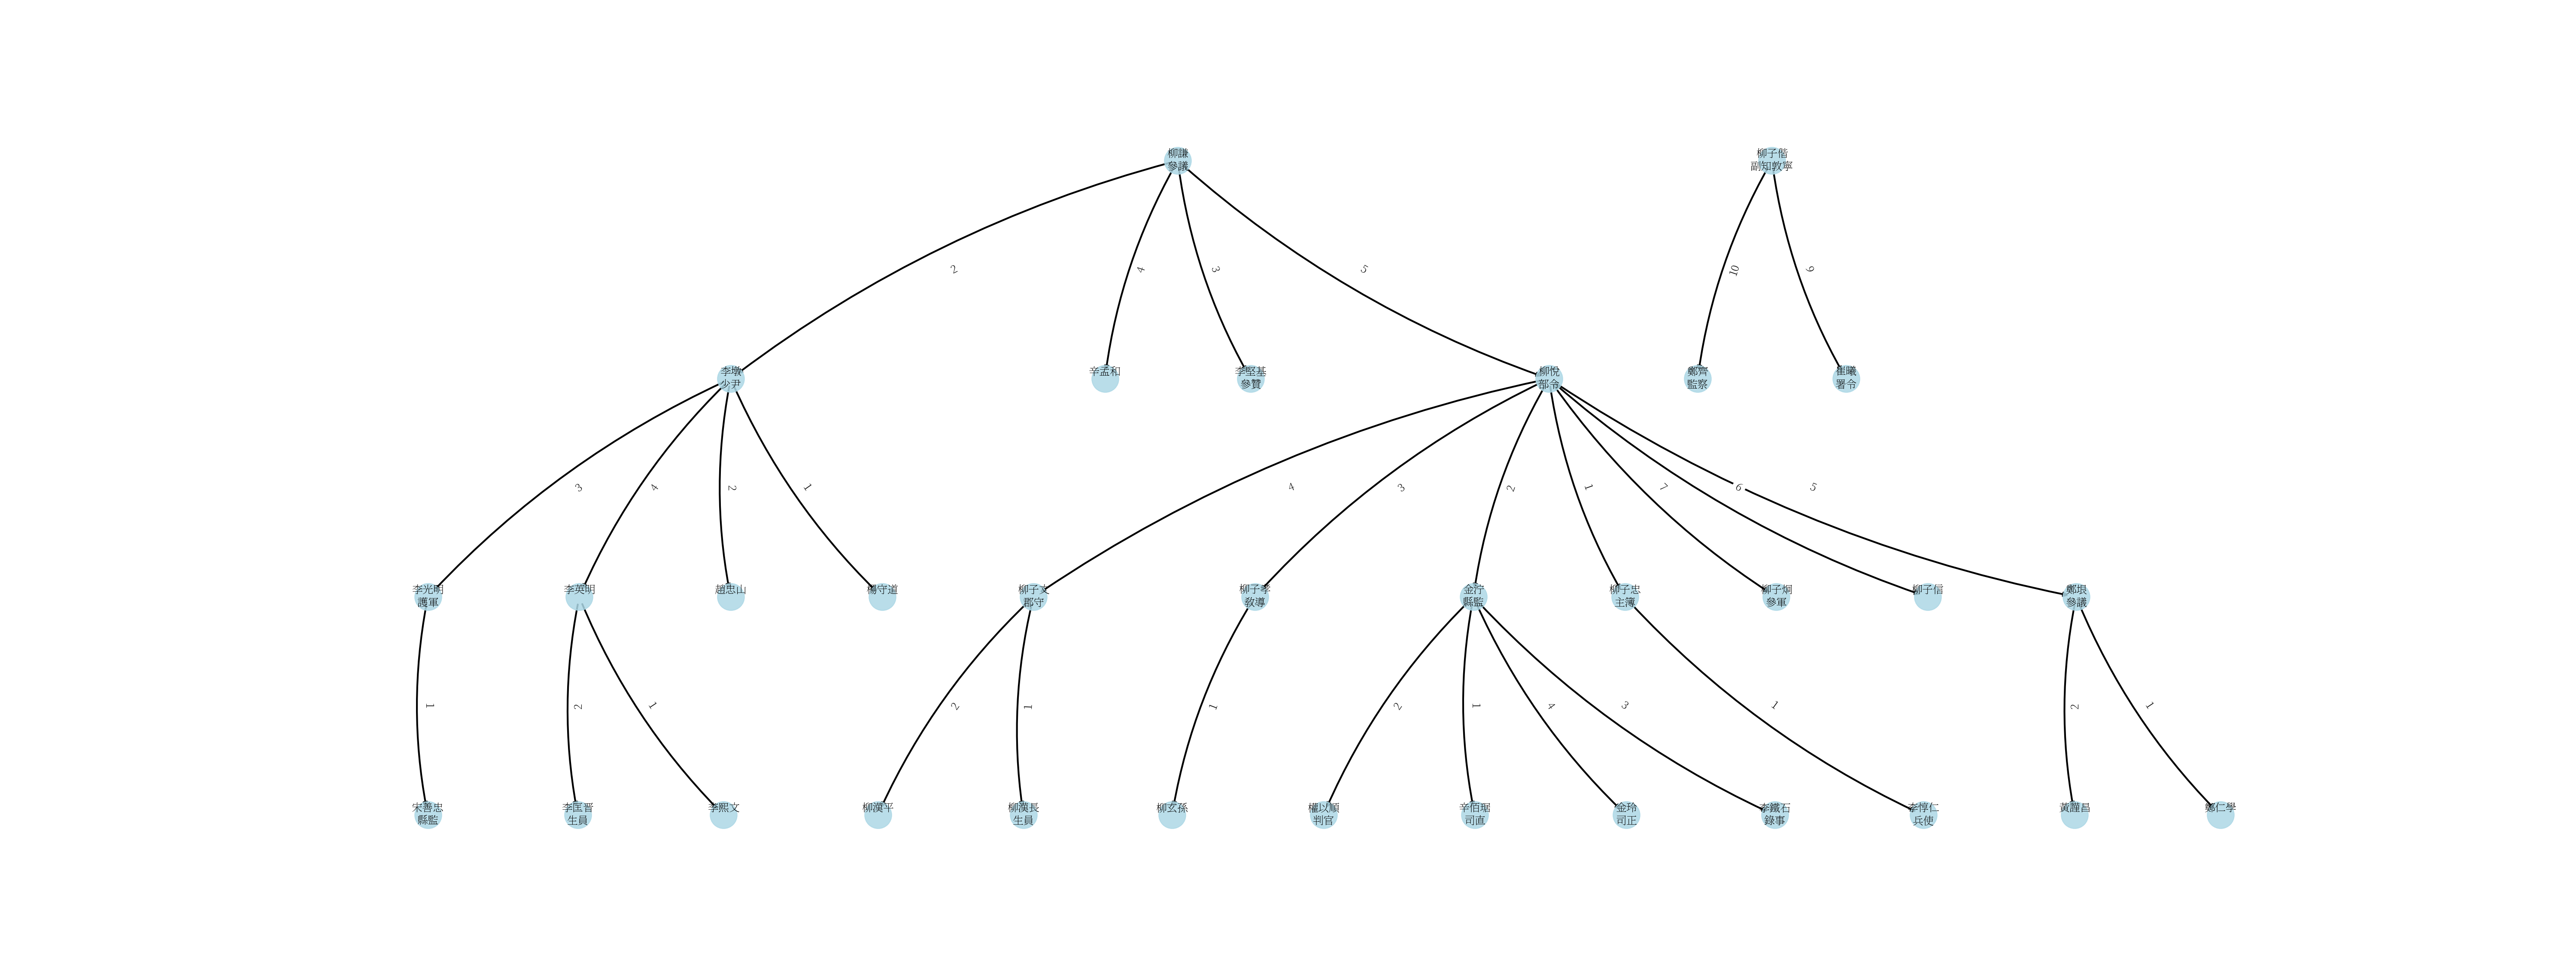 柳謙
參議
柳子偕
副知敦寧
2
4
3
5
10
9
李墩
少尹
辛孟和
李堅基
參贊
柳悅
部令
鄭齊
監察
崔曦
署令
3
4
2
1
4
3
2
1
7
6
5
李光明
護軍
李英明
趙忠山
楊守道
柳子文
郡守
柳子孝
敎導
金泞
縣監
柳子忠
主簿
柳子炯
參軍
柳子信
鄭垠
參議
1
2
1
2
1
1
2
1
4
3
1
2
1
宋善忠
縣監
李匡晋
生員
李熙文
柳漢平
柳漢長
生員
柳玄孫
權以順
判官
辛佰琚
司直
金玲
司正
李鐵石
錄事
李惇仁
兵使
黃謹昌
鄭仁學